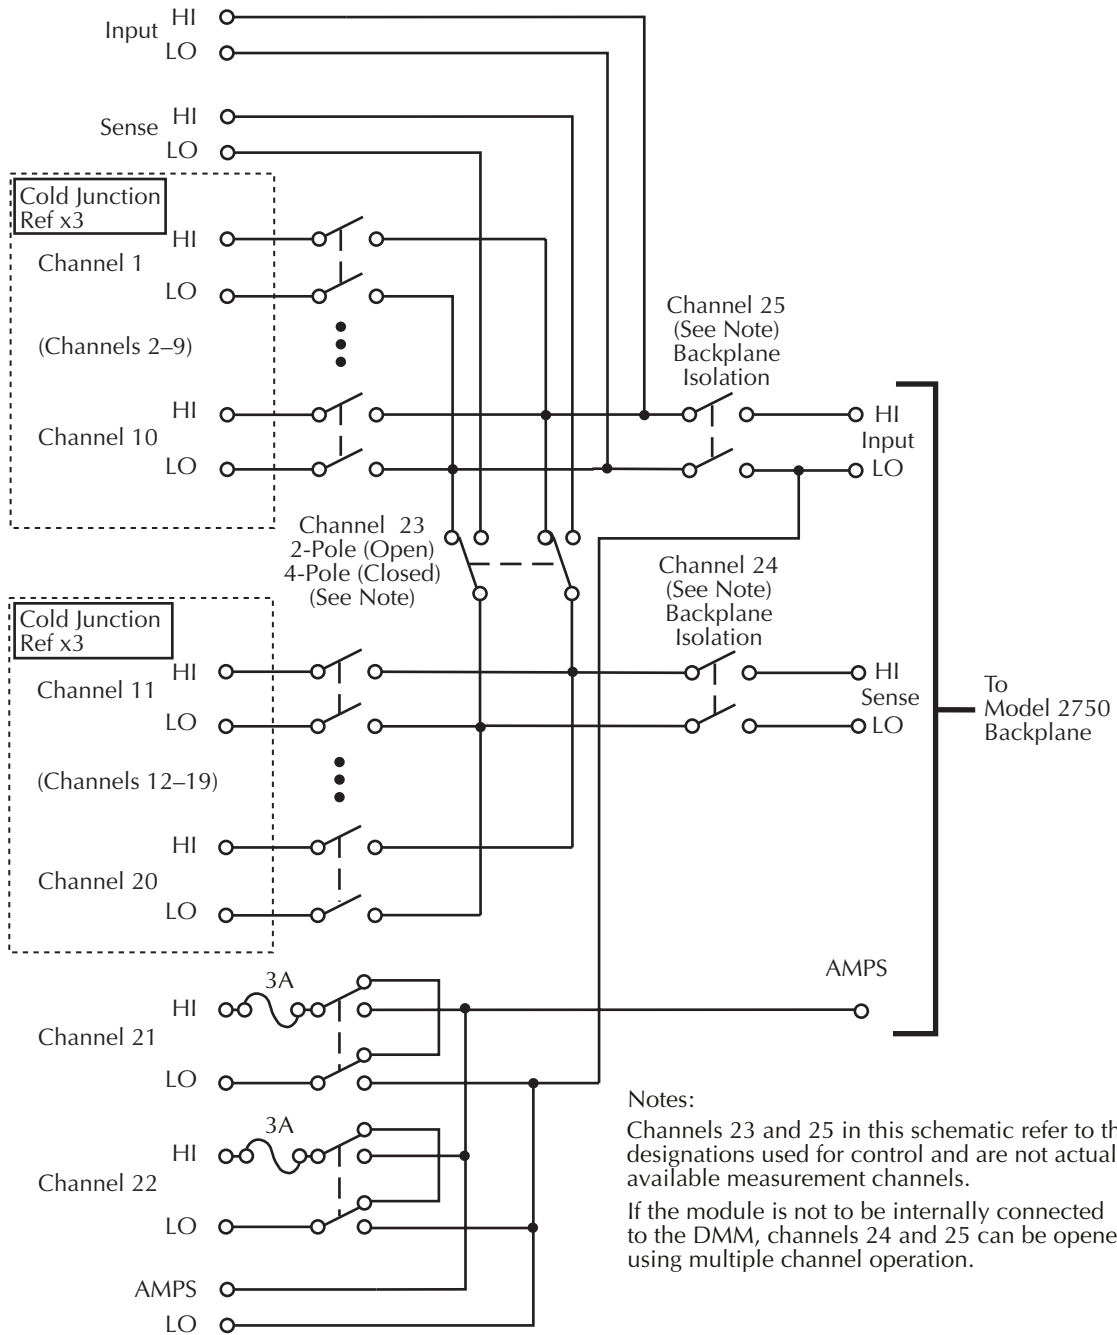 HI
Input
LO
HI
Sense
LO
Cold Junction
Ref x3
HI
Channel 1
LO
(Channels 2–9)
HI
Channel 10
LO
Channel 25
(See Note)
Backplane
Isolation
HI
Input
LO
Channel 23
2-Pole (Open)
4-Pole (Closed)
(See Note)
Channel 24
(See Note)
Backplane
Isolation
Cold Junction
Ref x3
HI
Channel 11
LO
(Channels 12–19)
HI
Channel 20
LO
HI
Sense
LO
To
Model 2750
Backplane
AMPS
3A
HI
Channel 21
LO
3A
HI
Channel 22
LO
AMPS
LO
Notes:
Channels 23 and 25 in this schematic refer to th
designations used for control and are not actual
available measurement channels.
If the module is not to be internally connected
to the DMM, channels 24 and 25 can be opene
using multiple channel operation.